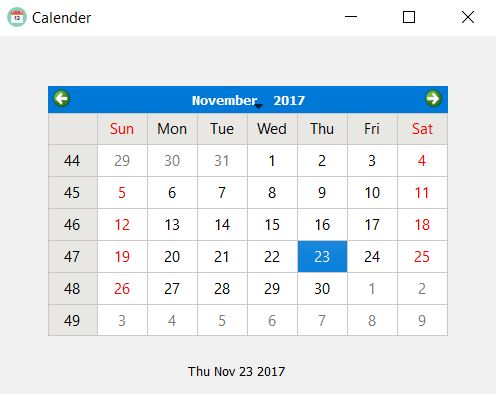 Calender
November 2017
Sun Mon Tue Wed Thu Fri Sat
44 29 30 31 1 2 3 4
45 5 6 7 8 9 10 11
46 12 13 14 15 16 17 18
47 19 20 21 22 23 24 25
48 26 27 28 29 30 1 2
49 3 4 5 6 7 8 9
Thu Nov 23 2017